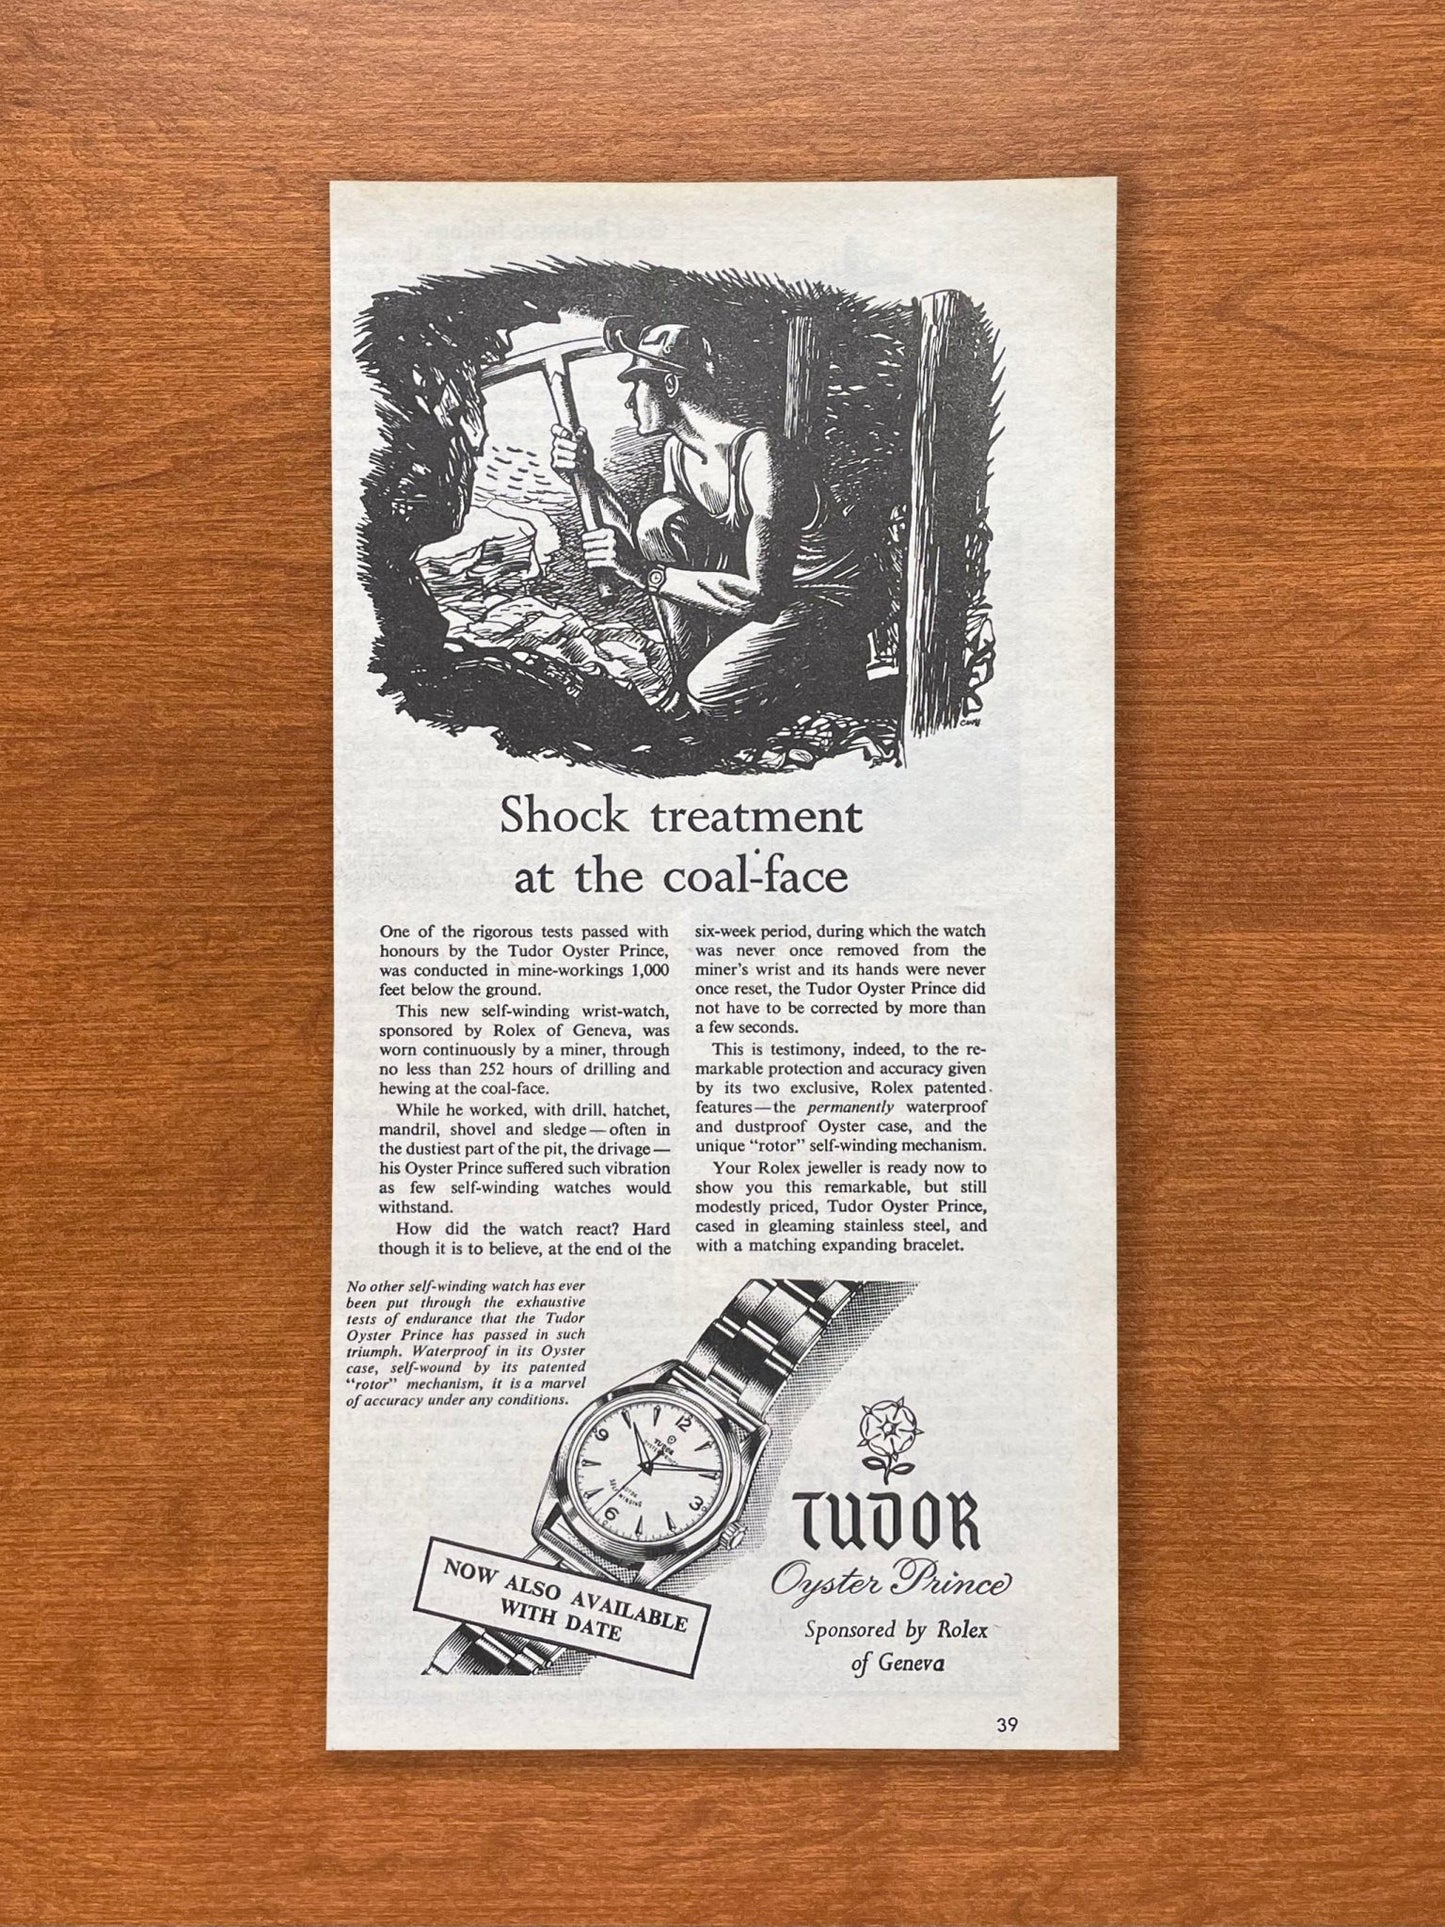 Shock treatment
at the coal-face
One of the rigorous tests passed with
honours by the Tudor Oyster Prince,
was conducted in mine-workings 1,000
feet below the ground.
This new self-winding wrist-watch,
sponsored by Rolex of Geneva, was
worn continuously by a miner, through
no less than 252 hours of drilling and
hewing at the coal-face.
While he worked, with drill, hatchet,
mandril, shovel and sledge—often in
the dustiest part of the pit, the drivage—
his Oyster Prince suffered such vibration
as few self-winding watches would
withstand.
How did the watch react? Hard
though it is to believe, at the end of the
six-week period, during which the watch
was never once removed from the
miner's wrist and its hands were never
once reset, the Tudor Oyster Prince did
not have to be corrected by more than
a few seconds.
This is testimony, indeed, to the re-
markable protection and accuracy given
by its two exclusive, Rolex patented
features—the permanently waterproof
and dustproof Oyster case, and the
unique "rotor" self-winding mechanism.
Your Rolex jeweller is ready now to
show you this remarkable, but still
modestly priced, Tudor Oyster Prince,
cased in gleaming stainless steel, and
with a matching expanding bracelet.
No other self-winding watch has ever
been put through the exhaustive
tests of endurance that the Tudor
Oyster Prince has passed in such
triumph. Waterproof in its Oyster
case, self-wound by its patented
"rotor" mechanism, it is a marvel
of accuracy under any conditions.
12
9
3
6
TUDOR
SELF-WINDING
NOW ALSO AVAILABLE
WITH DATE
TUDOR
Oyster Prince
Sponsored by Rolex
of Geneva
39